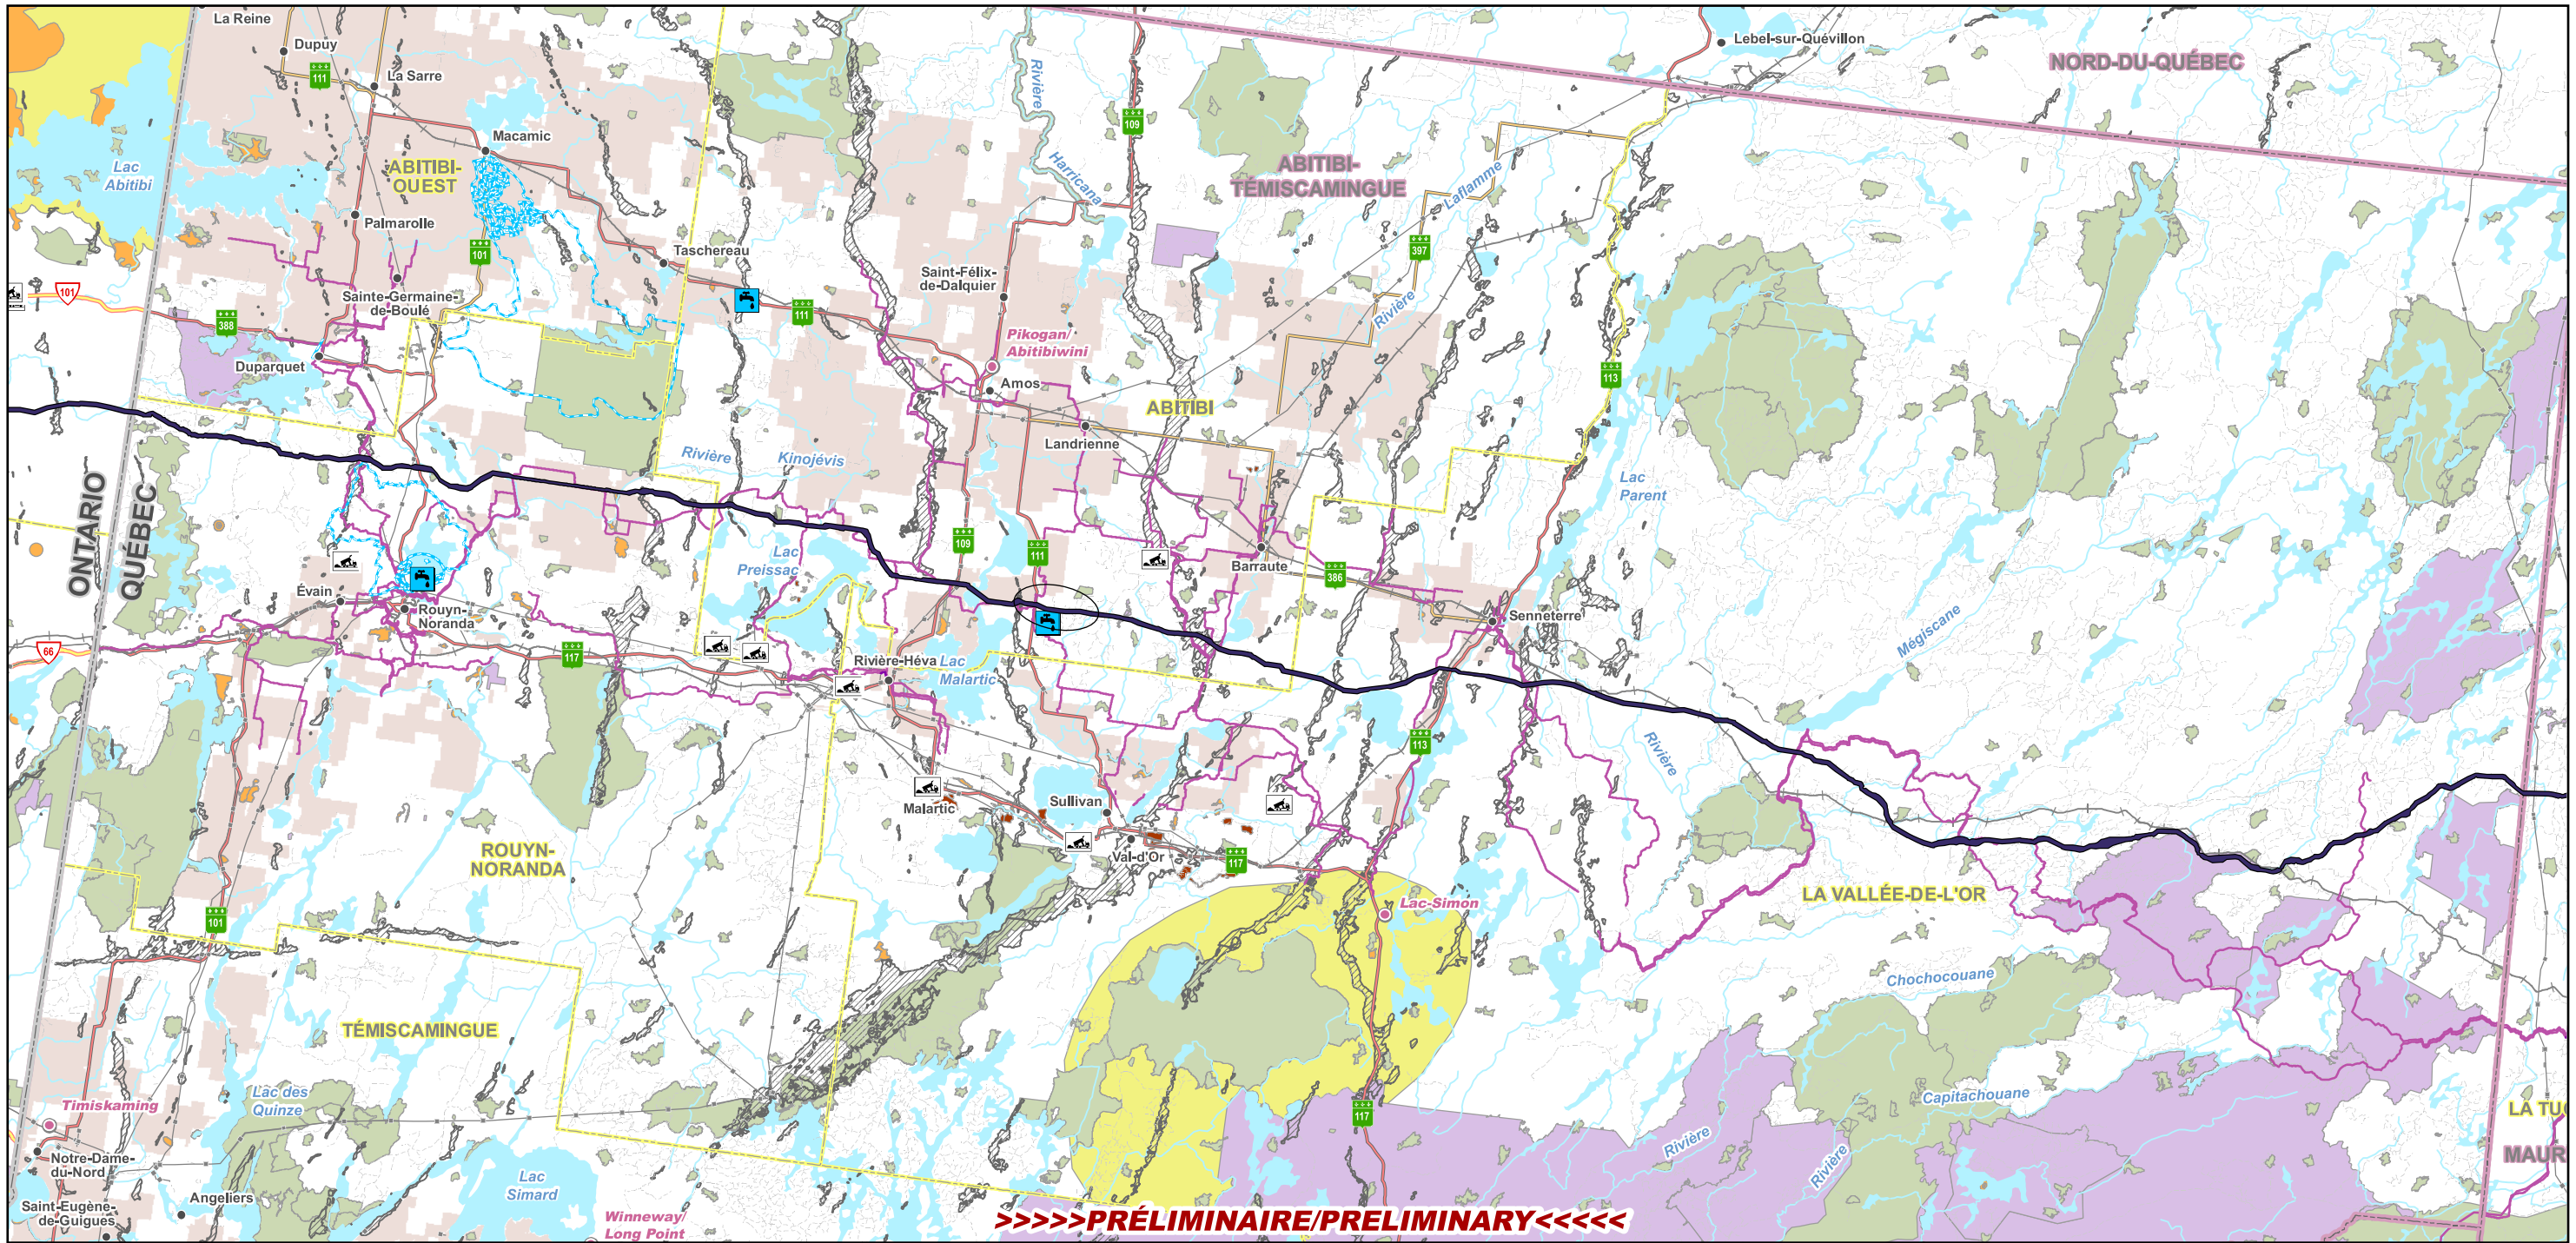 La Reine
Dupuy
111
La Sarre
Rivière
109
Lebel-sur-Quévillon
NORD-DU-QUÉBEC
Macamic
Lac
Abitibi
ABITIBI-
OUEST
Harricana
ABITIBI-
TÉMISCAMINGUE
Laflamme
Palmarolle
101
Taschereau
397
Saint-Félix-
de-Dalquier
101
Sainte-Germaine-
de-Boulé
388
111
Rivière
Pikogan/
Abitibiwini
Duparquet
Amos
113
ABITIBI
Landrienne
Rivière
Kinojévis
Lac
Parent
ONTARIO
QUÉBEC
109
111
Lac
Preissac
Barraute
386
Évain
Rouyn-
Noranda
Senneterre
Mégiscane
66
117
Rivière-Héva
Lac
Malartic
113
Rivière
Malartic
Sullivan
Val-d'Or
117
ROUYN-
NORANDA
LA VALLÉE-DE-L'OR
Lac-Simon
101
Chochocouane
TÉMISCAMINGUE
Lac des
Quinze
Timiskaming
117
Capitachouane
LA TUC
Rivière
Rivière
MAUR
Notre-Dame-
du-Nord
Lac
Simard
Angeliers
Saint-Eugène-
de-Guigues
Winneway/
Long Point
>>>>>PRÉLIMINAIRE/PRELIMINARY<<<<<